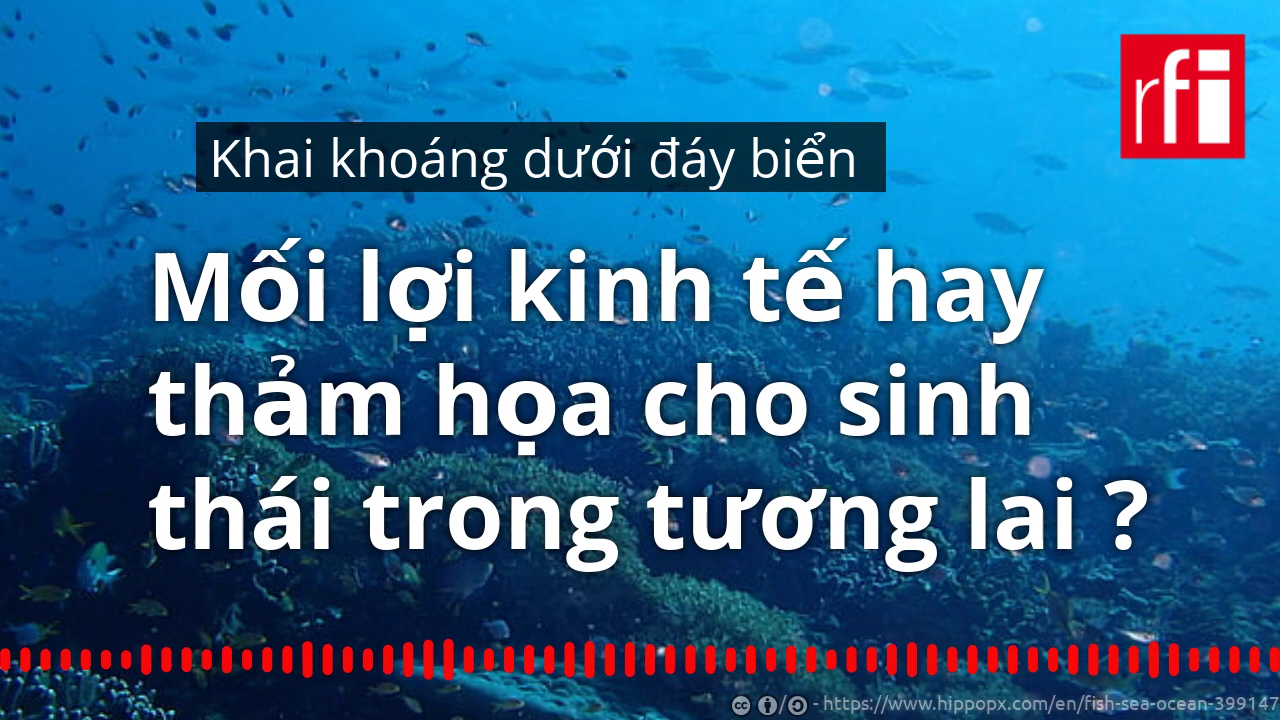 rfi
Khai khoáng dưới đáy biển
Mối lợi kinh tế hay
thảm họa cho sinh
thái trong tương lai ?
cc / - https://www.hippopx.com/en/fish-sea-ocean-399147